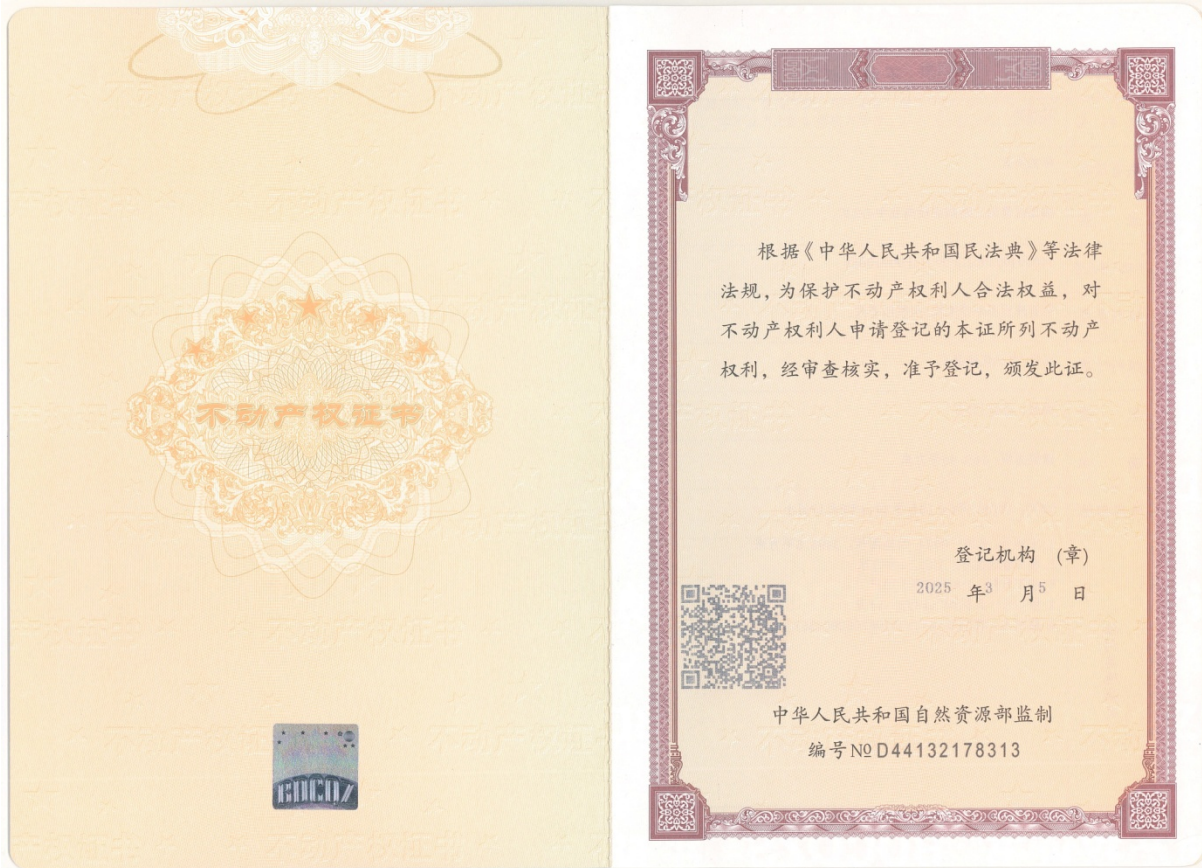 不动产权证书
根据《中华人民共和国民法典》等法律
法规，为保护不动产权利人合法权益，对
不动产权利人申请登记的本证所列不动产
权利，经审查核实，准予登记，颁发此证。
登记机构 (章)
2025 年3 月5 日
中华人民共和国自然资源部监制
编号№D44132178313